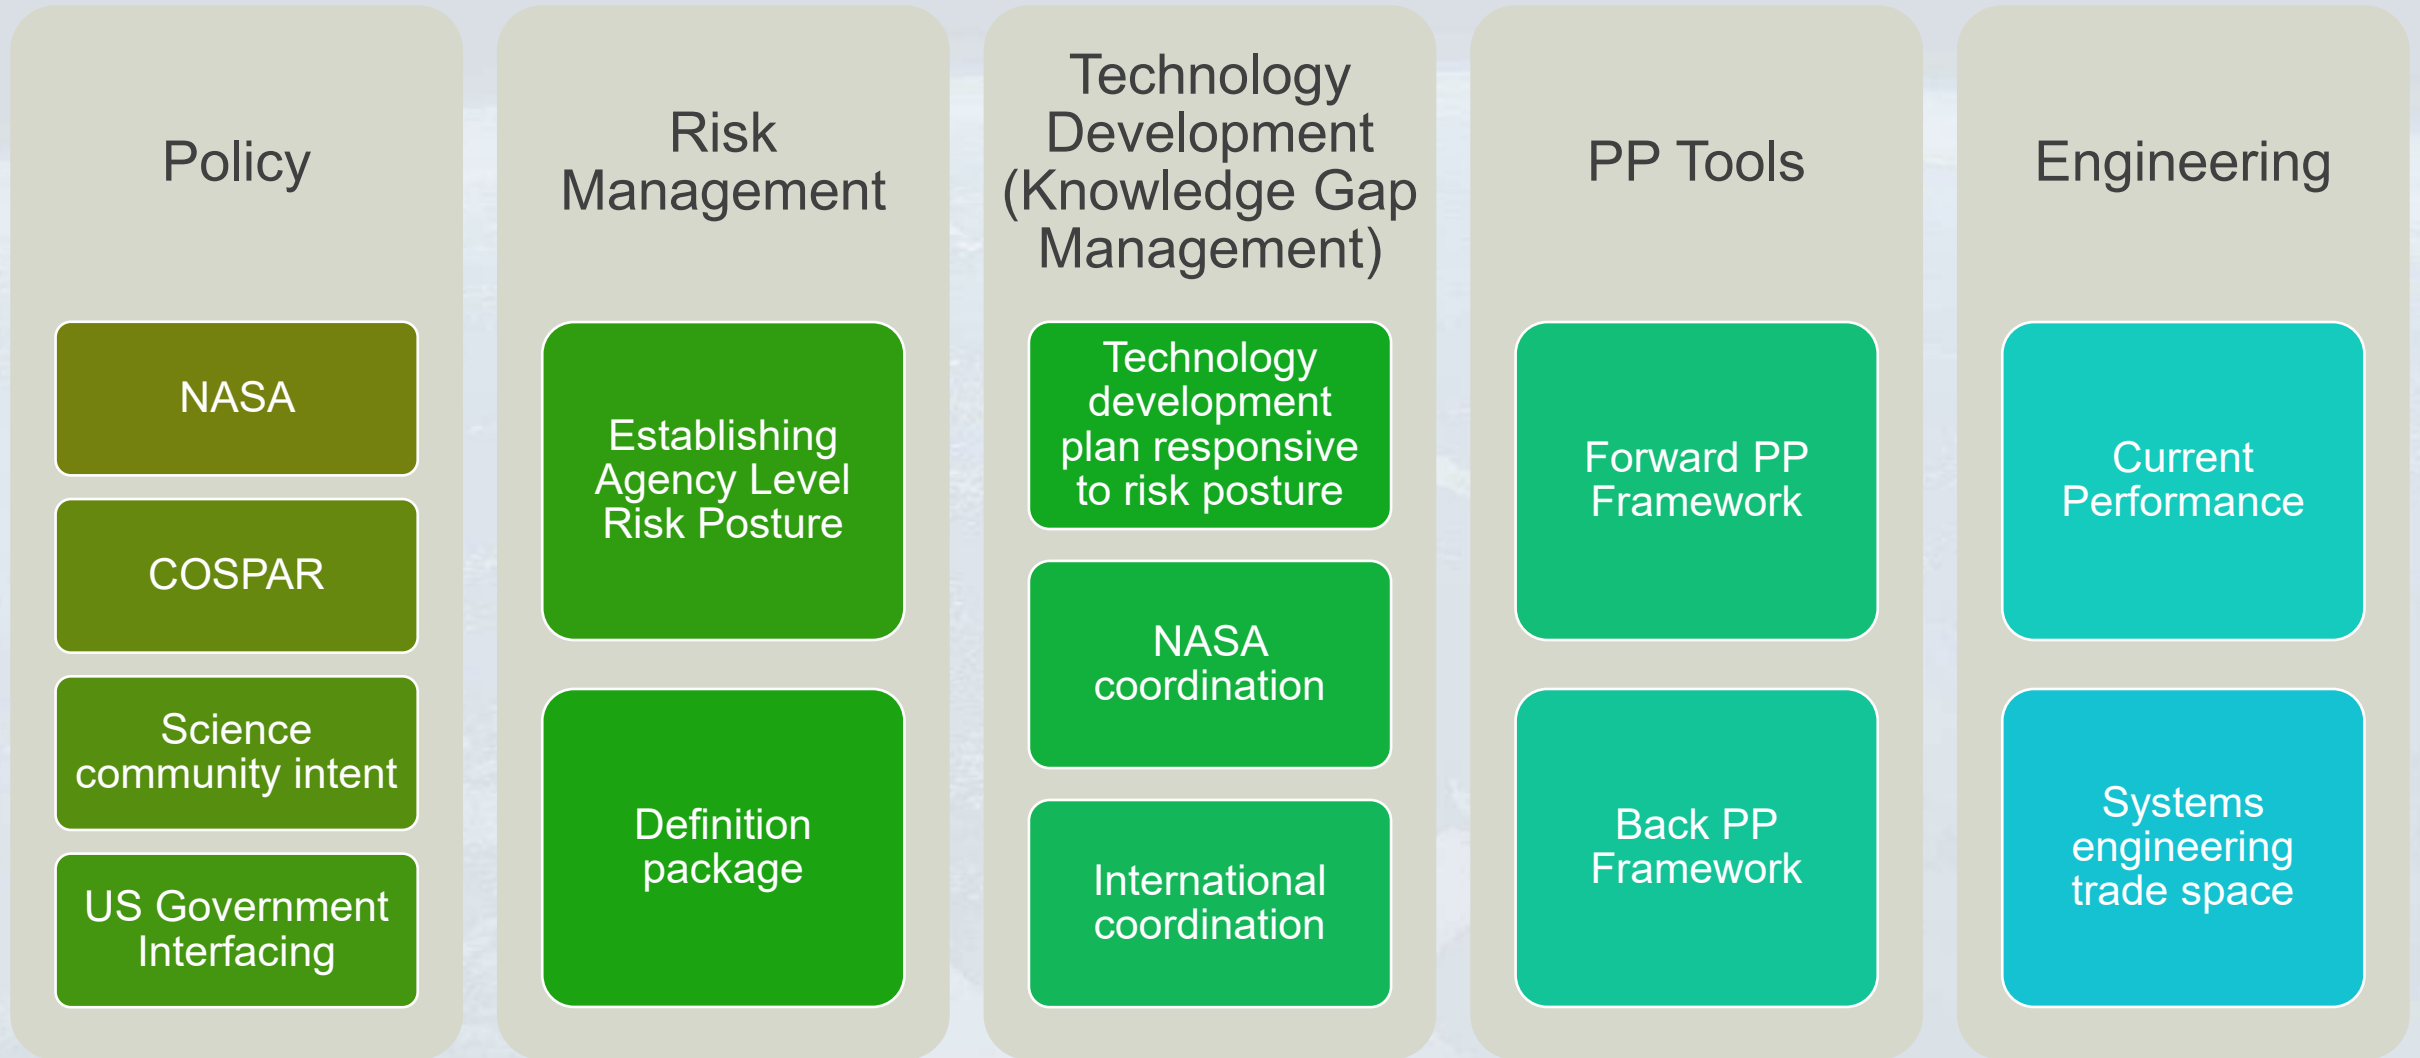 Policy
NASA
COSPAR
Science
community intent
US Government
Interfacing
Risk
Management
Establishing
Agency Level
Risk Posture
Definition
package
Technology
Development
(Knowledge Gap
Management)
Technology
development
plan responsive
to risk posture
NASA
coordination
International
coordination
PP Tools
Forward PP
Framework
Back PP
Framework
Engineering
Current
Performance
Systems
engineering
trade space